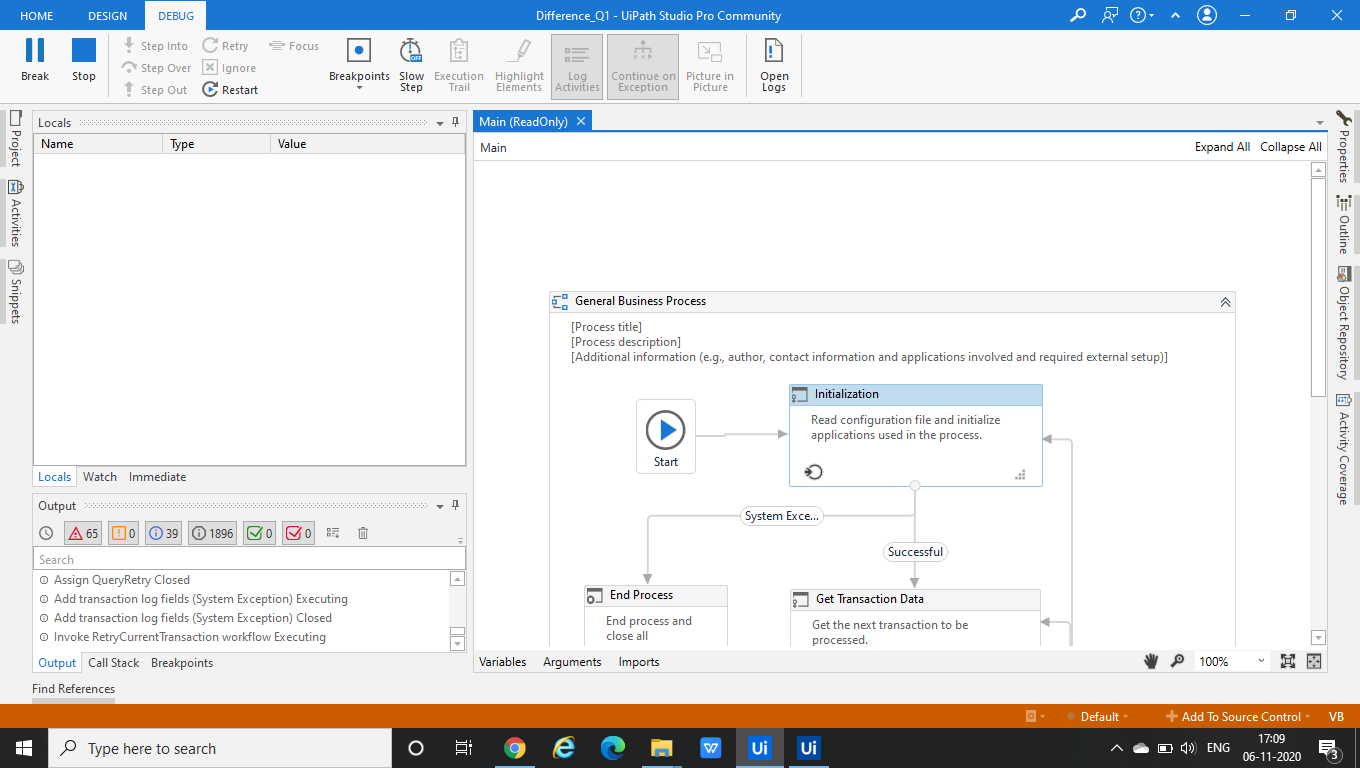 HOME DESIGN DEBUG Difference_Q1 - UiPath Studio Pro Community
Break
Stop
Step Into
Step Over
Step Out
Retry
Ignore
Restart
Focus
Breakpoints
Slow
Step
Execution
Trail
Highlight
Elements
Log
Activities
Continue on
Exception
Picture in
Picture
Open
Logs
Project
Activities
Snippets
Locals
Name Type Value
Locals Watch Immediate
Output
65 0 39 1896 0 0
Search
Assign QueryRetry Closed
Add transaction log fields (System Exception) Executing
Add transaction log fields (System Exception) Closed
Invoke RetryCurrentTransaction workflow Executing
Output Call Stack Breakpoints
Find References
Main (ReadOnly)
Main Expand All Collapse All
General Business Process
[Process title]
[Process description]
[Additional information (e.g., author, contact information and applications involved and required external setup)]
Start
Initialization
Read configuration file and initialize
applications used in the process.
System Exce...
Successful
End Process
End process and
close all
Get Transaction Data
Get the next transaction to be
processed.
Variables Arguments Imports 100%
Properties
Outline
Object Repository
Activity Coverage
Default Add To Source Control VB
Type here to search
W
Ui
Ui
ENG
17:09
06-11-2020
3